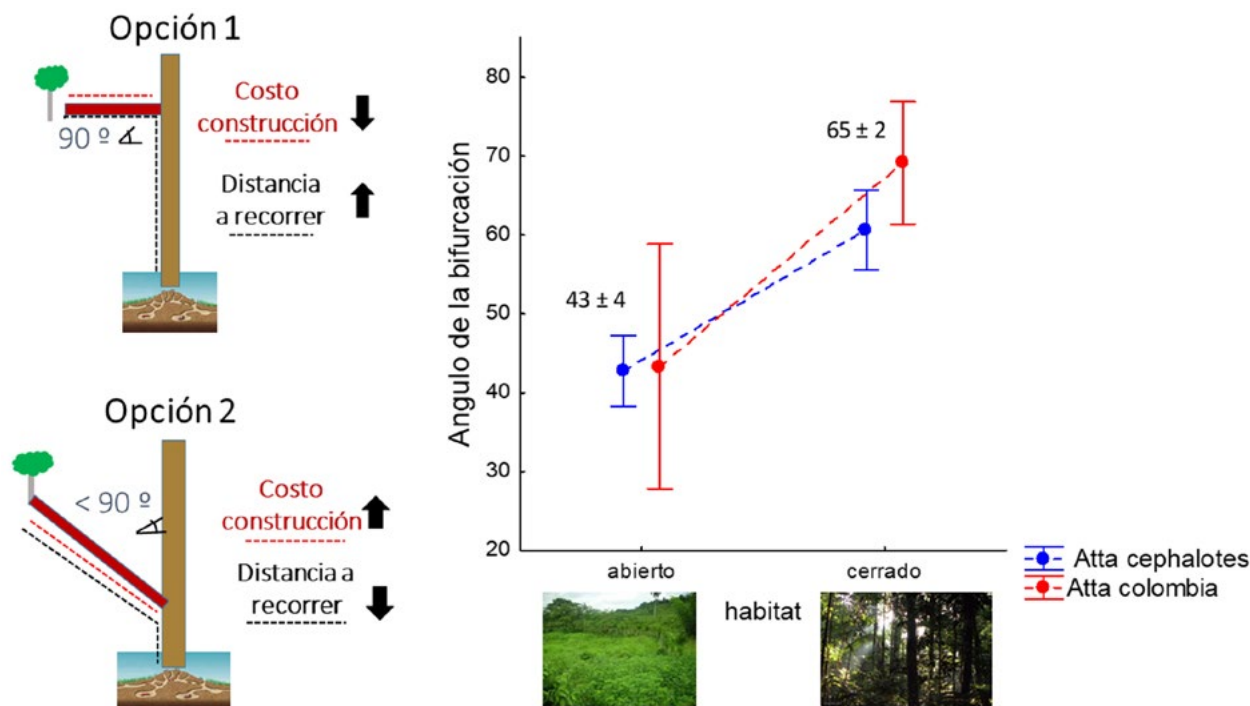 Opción 1
90 º
Costo
construcción
Distancia
a recorrer
Opción 2
< 90 º
Costo
construcción
Distancia a
recorrer
Angulo de la bifurcación
80
70
60
50
40
30
20
43 ± 4
65 ± 2
abierto
cerrado
habitat
Atta cephalotes
Atta colombia